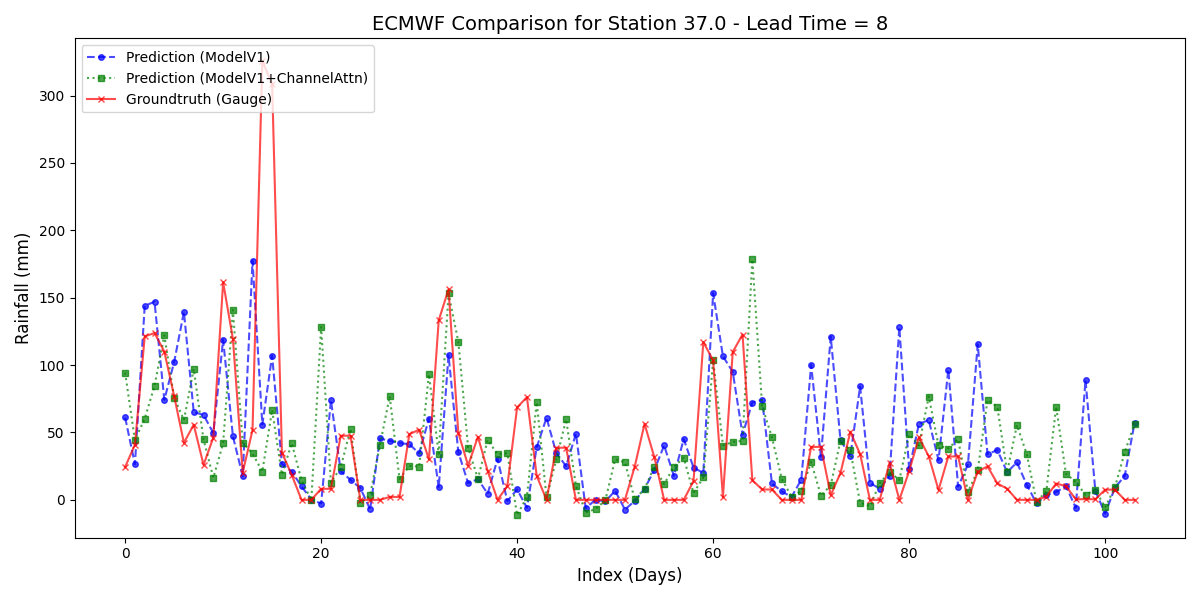 ECMWF Comparison for Station 37.0 - Lead Time = 8
Prediction (ModelV1)
Prediction (ModelV1+ChannelAttn)
Groundtruth (Gauge)
Rainfall (mm)
300
250
200
150
100
50
0
0 20 40 60 80 100
Index (Days)